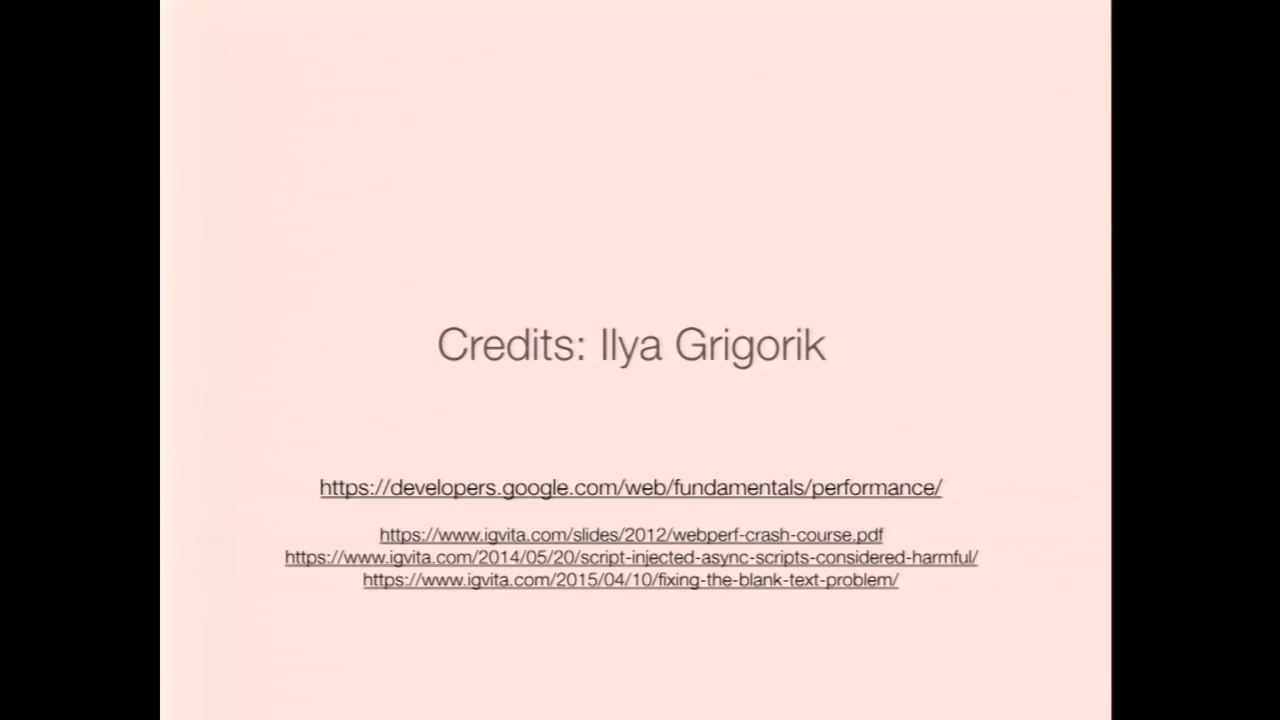 Credits: Ilya Grigorik
https://developers.google.com/web/fundamentals/performance/
https://www.igvita.com/slides/2012/webperf-crash-course.pdf
https://www.igvita.com/2014/05/20/script-injected-async-scripts-considered-harmful/
https://www.igvita.com/2015/04/10/fixing-the-blank-text-problem/